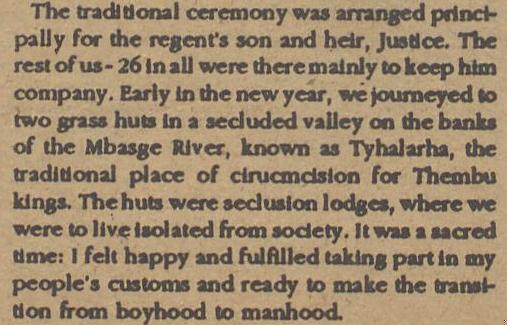 The traditional ceremony was arranged princi-
pally for the regent's son and heir, Justice. The
rest of us - 26 in all were there mainly to keep him
company. Early in the new year, we journeyed to
two grass huts in a secluded valley on the banks
of the Mbasge River, known as Tyhalarha, the
traditional place of cirucmcision for Thembu
kings. The huts were seclusion lodges, where we
were to live isolated from society. It was a sacred
time: I felt happy and fulfilled taking part in my
people's customs and ready to make the transi-
tion from boyhood to manhood.